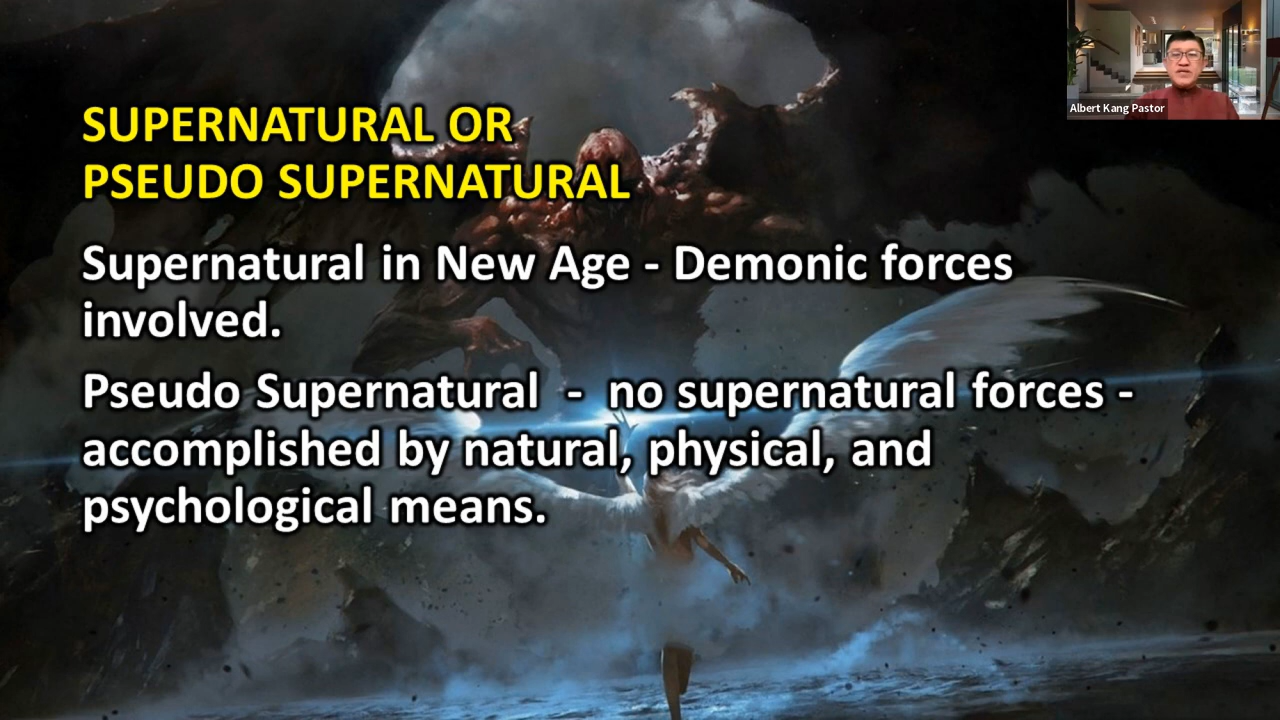 SUPERNATURAL OR
PSEUDO SUPERNATURAL
Supernatural in New Age - Demonic forces
involved.
Pseudo Supernatural  -  no supernatural forces -
accomplished by natural, physical, and
psychological means.
Albert Kang Pastor